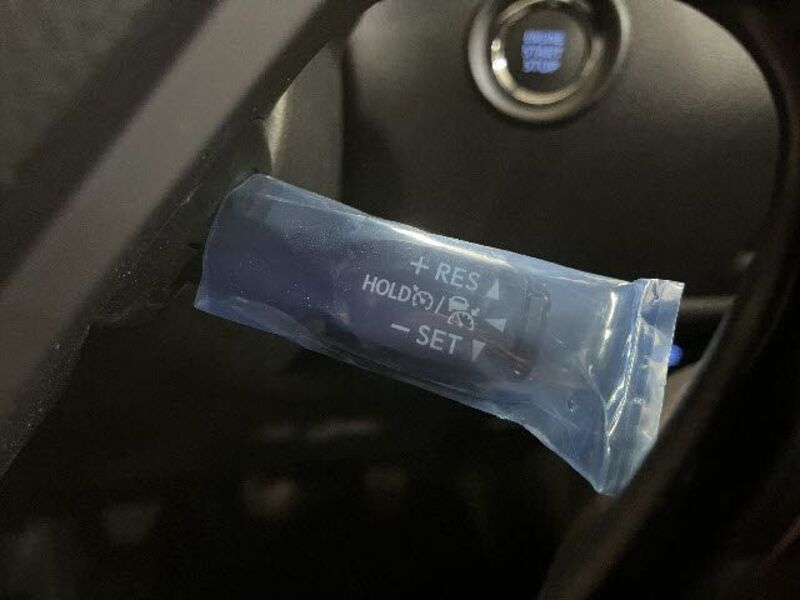 ENGINE
START
STOP
+ RES ▲
HOLD / ◀
− SET ▼